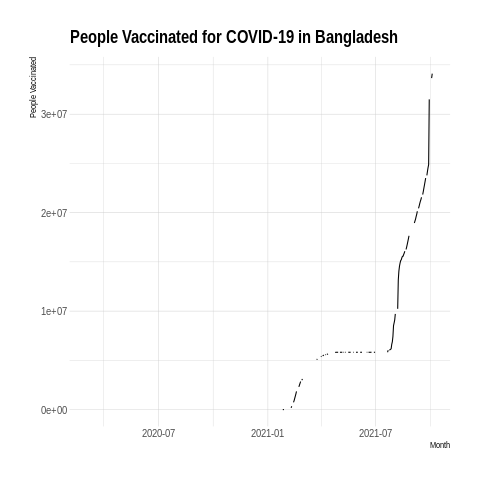 People Vaccinated for COVID-19 in Bangladesh
People Vaccinated
3e+07
2e+07
1e+07
0e+00
2020-07 2021-01 2021-07
Month